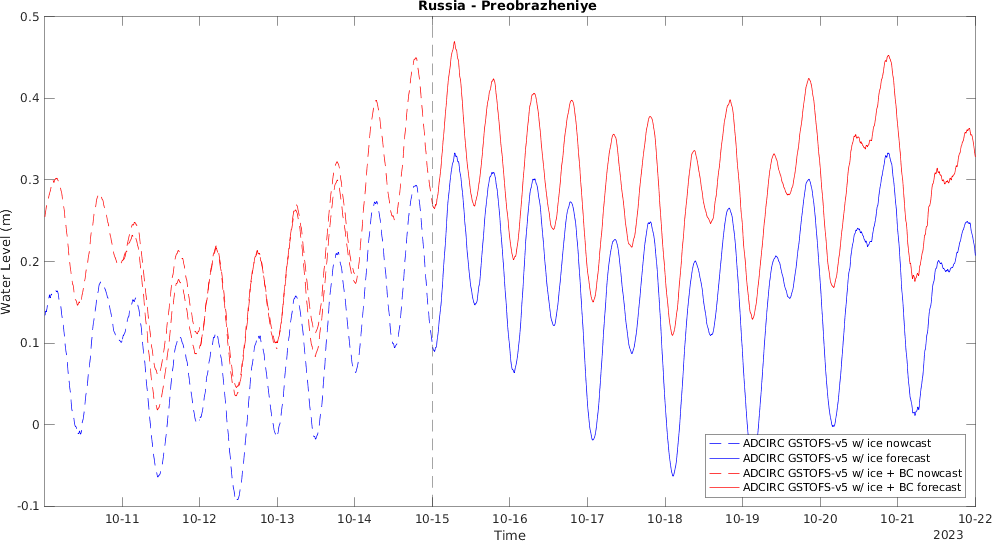 Russia - Preobrazheniye
0.5
0.4
0.3
0.2
0.1
0
-0.1
Water Level (m)
ADCIRC GSTOFS-v5 w/ ice nowcast
ADCIRC GSTOFS-v5 w/ ice forecast
ADCIRC GSTOFS-v5 w/ ice + BC nowcast
ADCIRC GSTOFS-v5 w/ ice + BC forecast
10-11 10-12 10-13 10-14 10-15 10-16 10-17 10-18 10-19 10-20 10-21 10-22
Time
2023